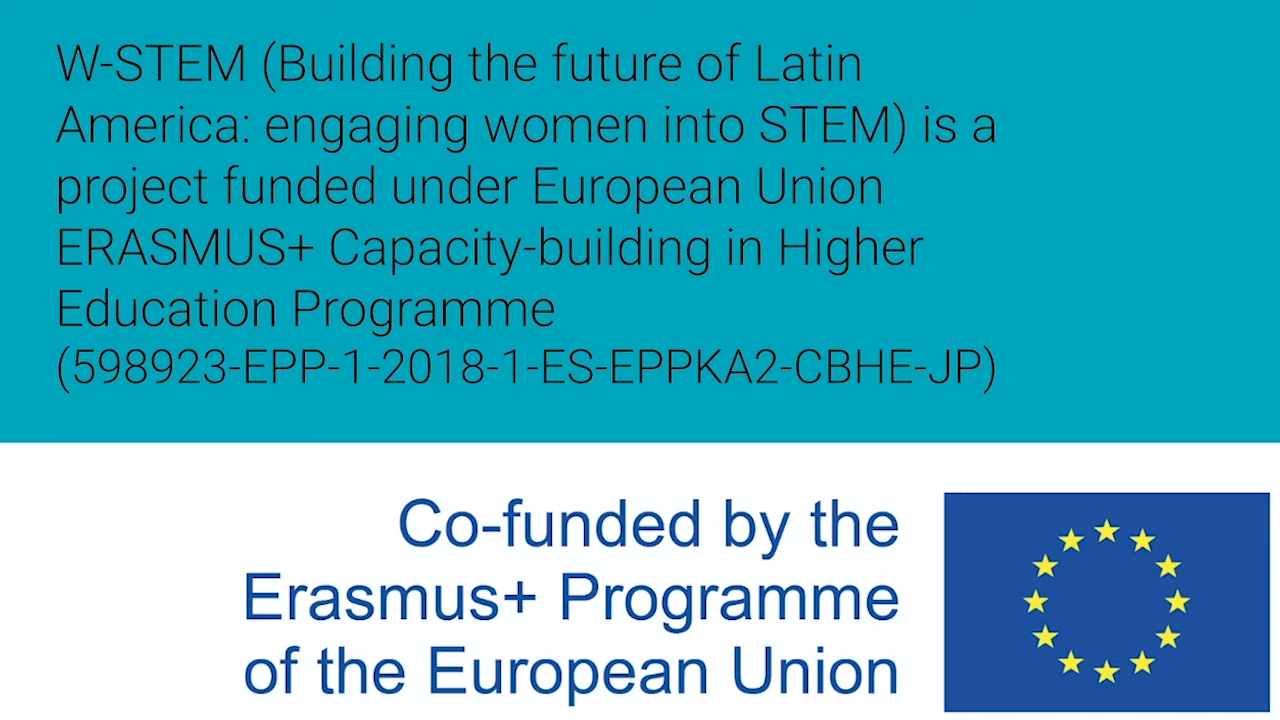 W-STEM (Building the future of Latin
America: engaging women into STEM) is a
project funded under European Union
ERASMUS+ Capacity-building in Higher
Education Programme
(598923-EPP-1-2018-1-ES-EPPKA2-CBHE-JP)
Co-funded by the
Erasmus+ Programme
of the European Union